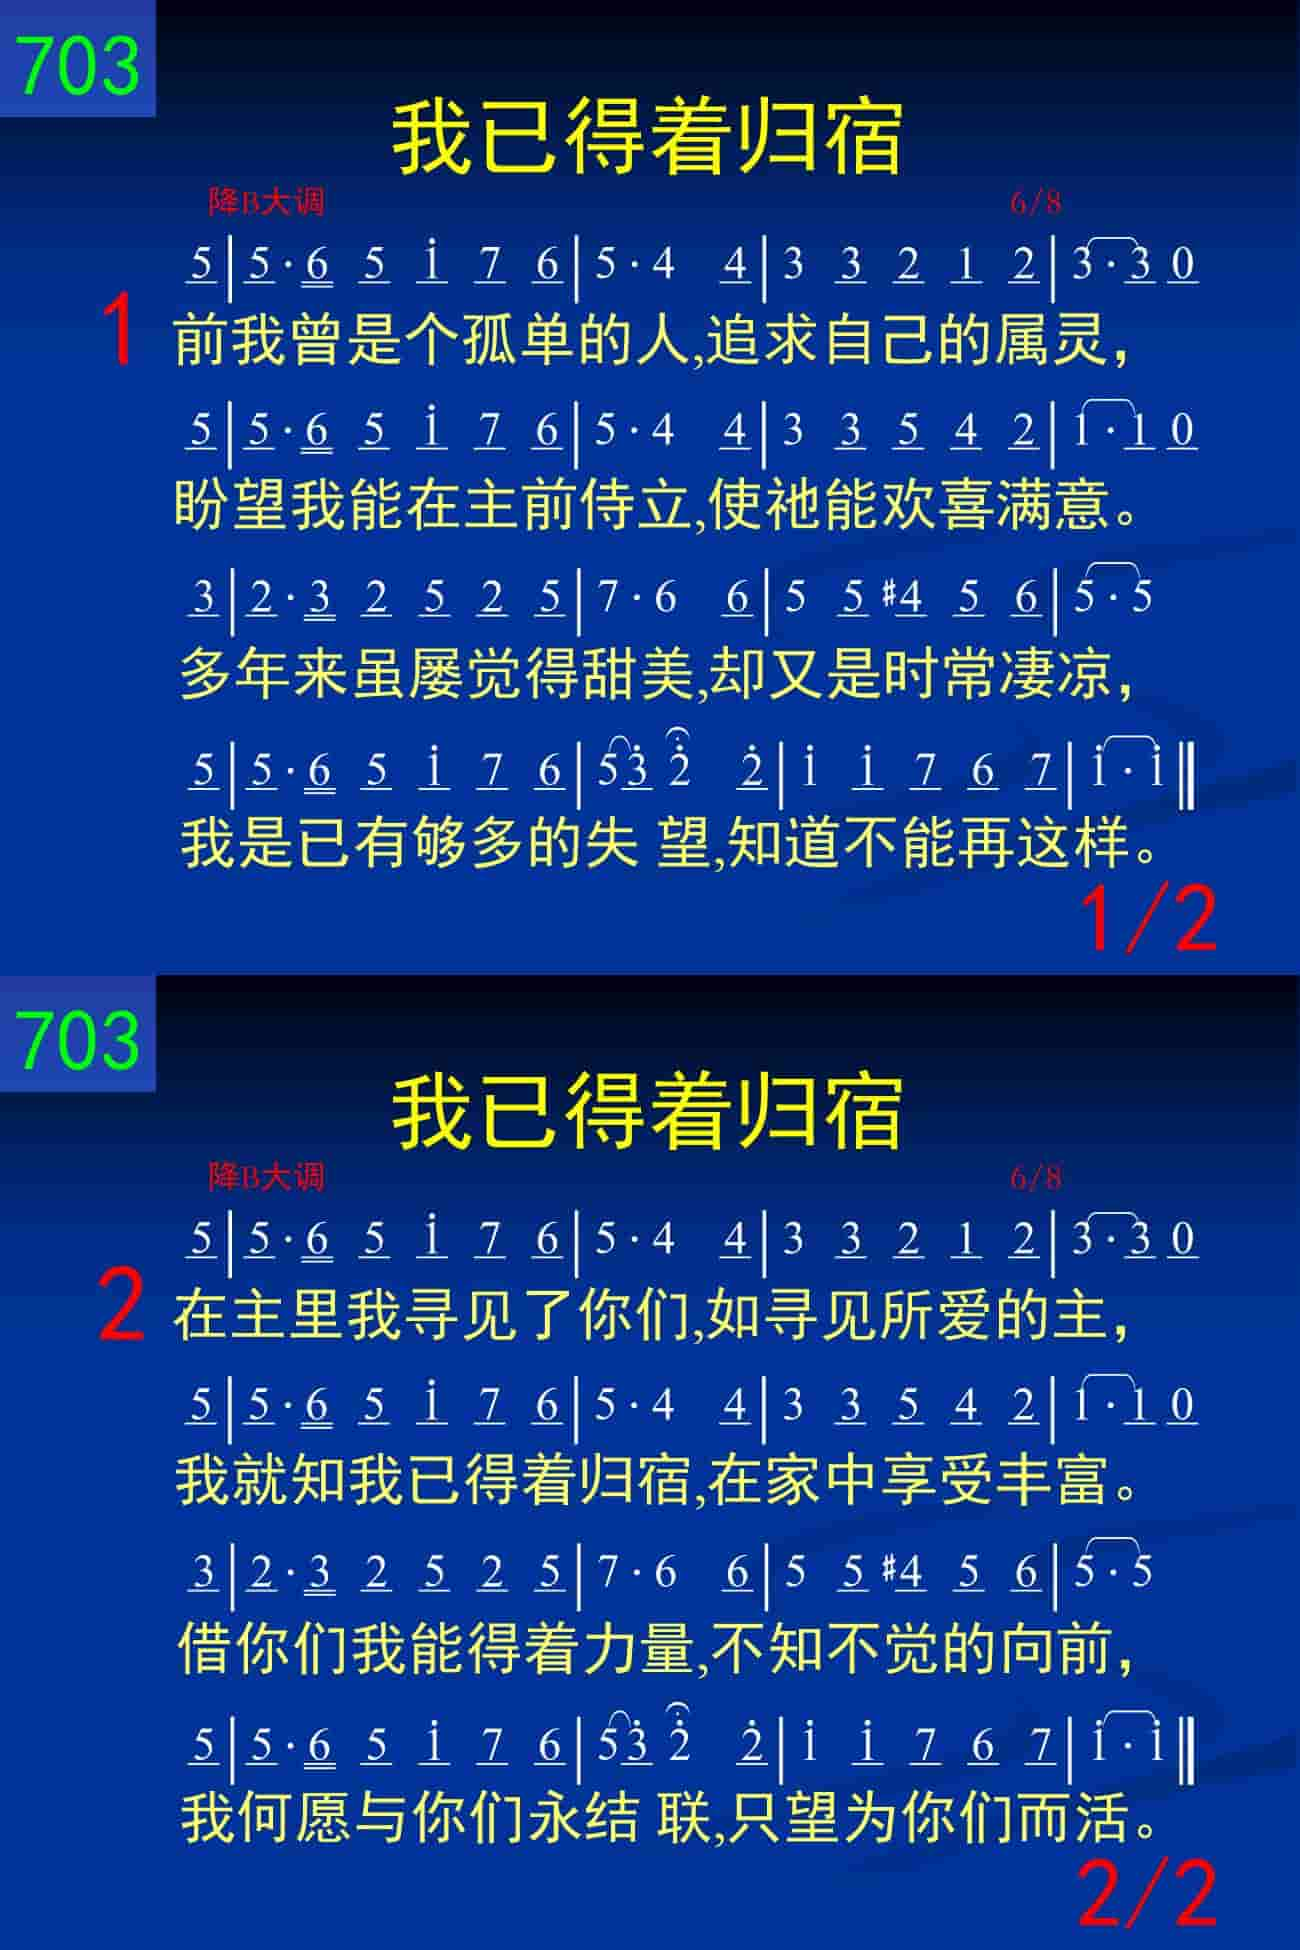 703
我已得着归宿
降B大调 6/8
5|5·6 5 i 7 6|5·4 4|3 3 2 1 2|3·3 0
1 前我曾是个孤单的人,追求自己的属灵,
5|5·6 5 i 7 6|5·4 4|3 3 5 4 2|1·1 0
盼望我能在主前侍立,使祂能欢喜满意。
3|2·3 2 5 2 5|7·6 6|5 5 #4 5 6|5·5
多年来虽屡觉得甜美,却又是时常凄凉,
5|5·6 5 i 7 6|5 3̇ 2̇ 2̇|i i 7 6 7|i·i‖
我是已有够多的失 望,知道不能再这样。
1/2
703
我已得着归宿
降B大调 6/8
5|5·6 5 i 7 6|5·4 4|3 3 2 1 2|3·3 0
2 在主里我寻见了你们,如寻见所爱的主,
5|5·6 5 i 7 6|5·4 4|3 3 5 4 2|1·1 0
我就知我已得着归宿,在家中享受丰富。
3|2·3 2 5 2 5|7·6 6|5 5 #4 5 6|5·5
借你们我能得着力量,不知不觉的向前,
5|5·6 5 i 7 6|5 3̇ 2̇ 2̇|i i 7 6 7|i·i‖
我何愿与你们永结 联,只望为你们而活。
2/2